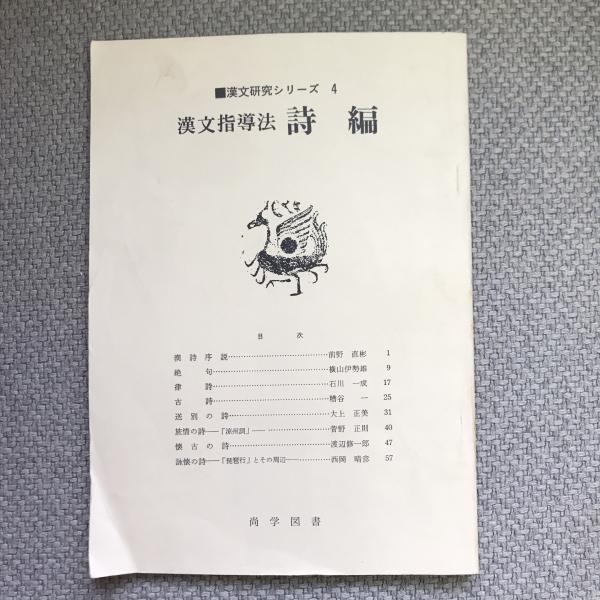 ■漢文研究シリーズ 4
漢文指導法 詩編
目次
漢詩序説……………………………前野 直彬 1
絶句……………………………横山伊勢雄 9
律詩……………………………石川 一成 17
古詩……………………………糟谷 一 25
送別の詩……………………………大上 正美 31
旅情の詩――『涼州詞』――………………菅野 正則 40
懐古の詩……………………………渡辺修一郎 47
詠懐の詩――『琵琶行』とその周辺――…………西岡 晴彦 57
尚学図書